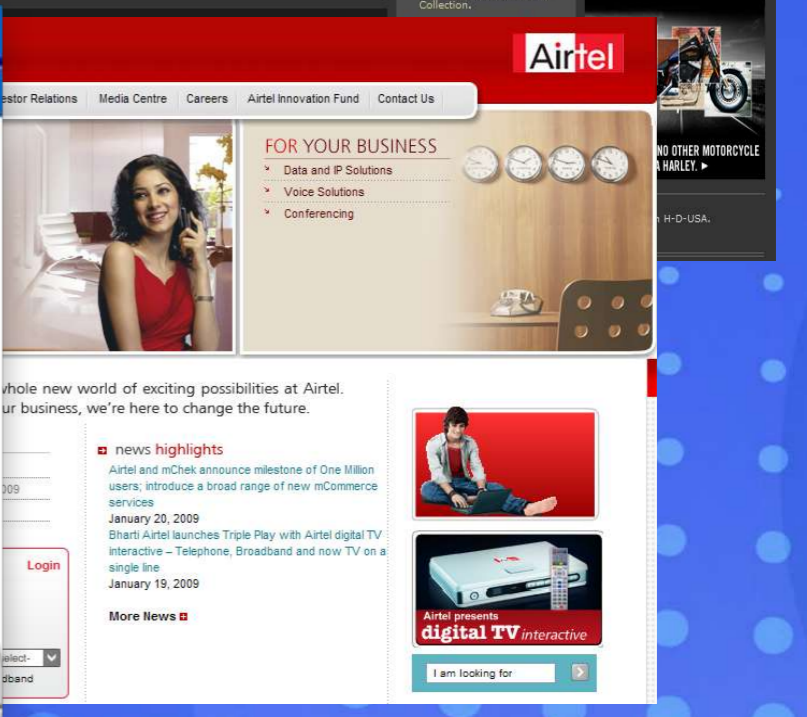 Collection.
Airtel
estor Relations Media Centre Careers Airtel Innovation Fund Contact Us
NO OTHER MOTORCYCLE
A HARLEY.
FOR YOUR BUSINESS
Data and IP Solutions
Voice Solutions
Conferencing
H-D-USA.
whole new world of exciting possibilities at Airtel.
ur business, we're here to change the future.
news highlights
Airtel and mChek announce milestone of One Million
users; introduce a broad range of new mCommerce
services
January 20, 2009
Bharti Airtel launches Triple Play with Airtel digital TV
interactive – Telephone, Broadband and now TV on a
single line
January 19, 2009
More News
009
Login
elect-
dband
Airtel presents
digital TV interactive
I am looking for